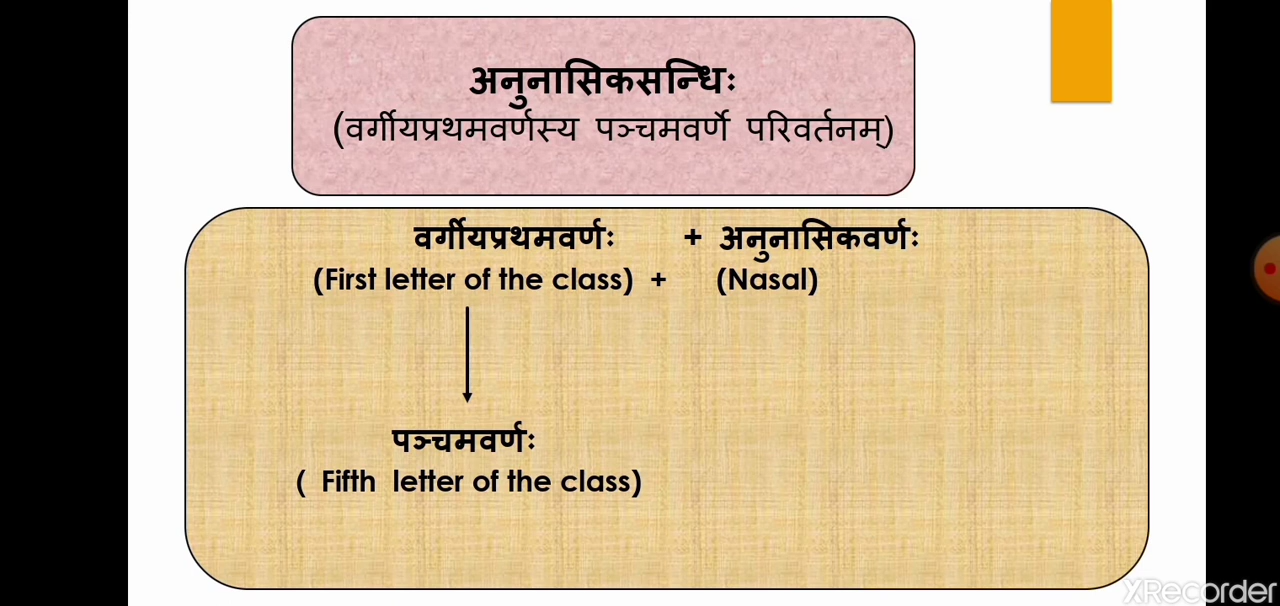 अनुनासिकसन्धिः
(वर्गीयप्रथमवर्णस्य पञ्चमवर्णे परिवर्तनम्)
वर्गीयप्रथमवर्णः + अनुनासिकवर्णः
(First letter of the class) + (Nasal)
पञ्चमवर्णः
( Fifth letter of the class)
XRecorder